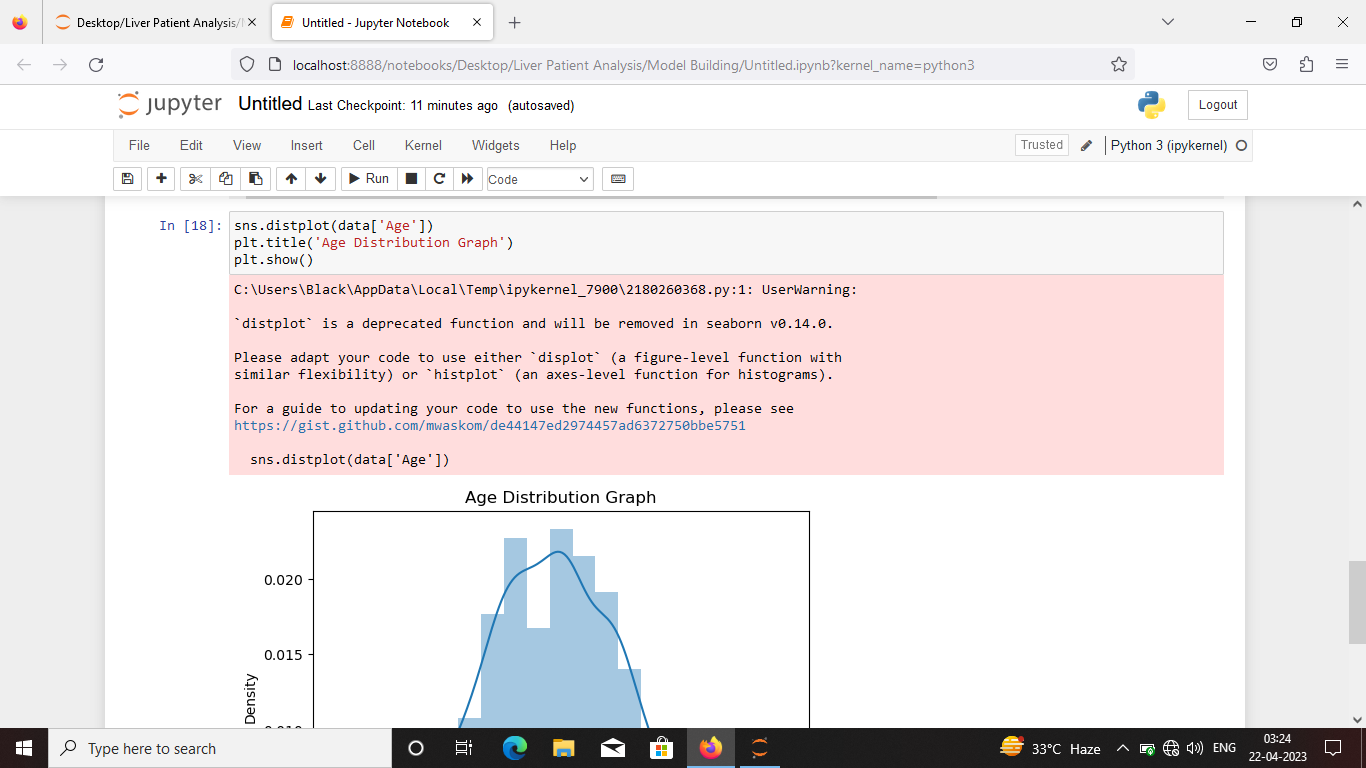 Desktop/Liver Patient Analysis/
Untitled - Jupyter Notebook
localhost:8888/notebooks/Desktop/Liver Patient Analysis/Model Building/Untitled.ipynb?kernel_name=python3
jupyter Untitled Last Checkpoint: 11 minutes ago (autosaved)
Logout
File Edit View Insert Cell Kernel Widgets Help
Trusted
Python 3 (ipykernel)
Run
Code
In [18]:
sns.distplot(data['Age'])
plt.title('Age Distribution Graph')
plt.show()
C:\Users\Black\AppData\Local\Temp\ipykernel_7900\2180260368.py:1: UserWarning:
`distplot` is a deprecated function and will be removed in seaborn v0.14.0.
Please adapt your code to use either `displot` (a figure-level function with
similar flexibility) or `histplot` (an axes-level function for histograms).
For a guide to updating your code to use the new functions, please see
https://gist.github.com/mwaskom/de44147ed2974457ad6372750bbe5751
sns.distplot(data['Age'])
Age Distribution Graph
0.020
0.015
Density
Type here to search
33°C Haze
ENG
03:24
22-04-2023